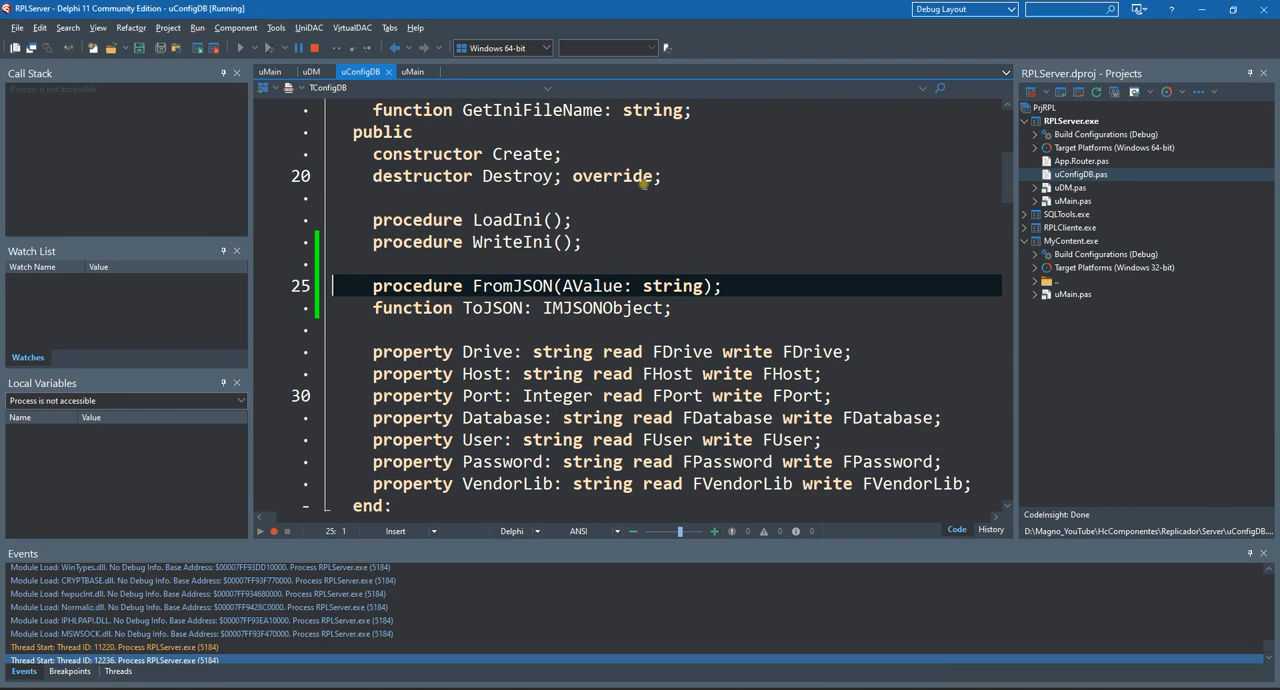 RPLServer - Delphi 11 Community Edition - uConfigDB [Running]
Debug Layout
File Edit Search View Refactor Project Run Component Tools UniDAC VirtualDAC Tabs Help
Windows 64-bit
Call Stack
Process is not accessible
Watch List
Watch Name Value
Watches
Local Variables
Process is not accessible
Name Value
uMain uDM uConfigDB uMain
TConfigDB
function GetIniFileName: string;
public
constructor Create;
20 destructor Destroy; override;
procedure LoadIni();
procedure WriteIni();
25 procedure FromJSON(AValue: string);
function ToJSON: IMJSONObject;
property Drive: string read FDrive write FDrive;
property Host: string read FHost write FHost;
30 property Port: Integer read FPort write FPort;
property Database: string read FDatabase write FDatabase;
property User: string read FUser write FUser;
property Password: string read FPassword write FPassword;
property VendorLib: string read FVendorLib write FVendorLib;
end;
25: 1 Insert Delphi ANSI 0 0 0 Code History
RPLServer.dproj - Projects
PrjRPL
RPLServer.exe
Build Configurations (Debug)
Target Platforms (Windows 64-bit)
App.Router.pas
uConfigDB.pas
uDM.pas
uMain.pas
SQLTools.exe
RPLCliente.exe
MyContent.exe
Build Configurations (Debug)
Target Platforms (Windows 32-bit)
..
uMain.pas
CodeInsight: Done
D:\Magno_YouTube\HcComponentes\Replicador\Server\uConfigDB....
Events
Module Load: WinTypes.dll. No Debug Info. Base Address: $00007FF93DD10000. Process RPLServer.exe (5184)
Module Load: CRYPTBASE.dll. No Debug Info. Base Address: $00007FF93F770000. Process RPLServer.exe (5184)
Module Load: fwpuclnt.dll. No Debug Info. Base Address: $00007FF934680000. Process RPLServer.exe (5184)
Module Load: Normaliz.dll. No Debug Info. Base Address: $00007FF9428C0000. Process RPLServer.exe (5184)
Module Load: IPHLPAPI.DLL. No Debug Info. Base Address: $00007FF93EA10000. Process RPLServer.exe (5184)
Module Load: MSWSOCK.dll. No Debug Info. Base Address: $00007FF93F470000. Process RPLServer.exe (5184)
Thread Start: Thread ID: 11220. Process RPLServer.exe (5184)
Thread Start: Thread ID: 12236. Process RPLServer.exe (5184)
Events Breakpoints Threads